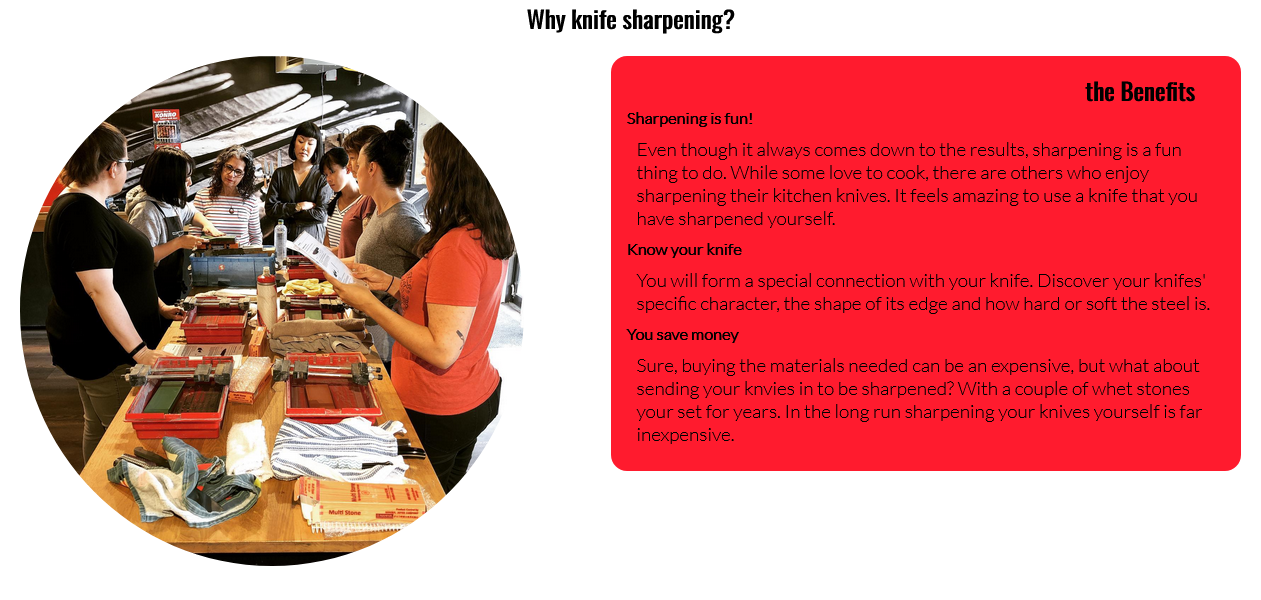 Why knife sharpening?
KONRO
the Benefits
Sharpening is fun!
Even though it always comes down to the results, sharpening is a fun
thing to do. While some love to cook, there are others who enjoy
sharpening their kitchen knives. It feels amazing to use a knife that you
have sharpened yourself.
Know your knife
You will form a special connection with your knife. Discover your knifes'
specific character, the shape of its edge and how hard or soft the steel is.
You save money
Sure, buying the materials needed can be an expensive, but what about
sending your knvies in to be sharpened? With a couple of whet stones
your set for years. In the long run sharpening your knives yourself is far
inexpensive.
Multi Stone